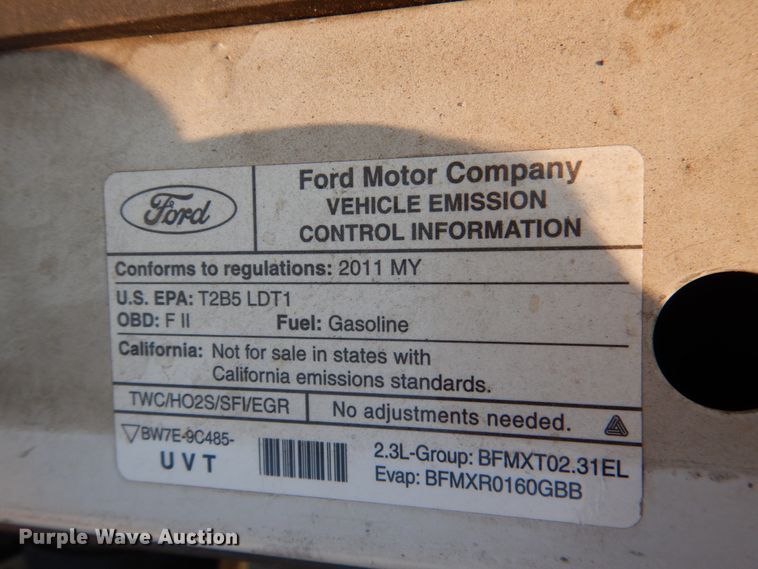 Ford
Ford Motor Company
VEHICLE EMISSION
CONTROL INFORMATION
Conforms to regulations: 2011 MY
U.S. EPA: T2B5 LDT1
OBD: F II Fuel: Gasoline
California: Not for sale in states with
California emissions standards.
TWC/HO2S/SFI/EGR No adjustments needed.
BW7E-9C485-
UVT
2.3L-Group: BFMXT02.31EL
Evap: BFMXR0160GBB
Purple Wave Auction